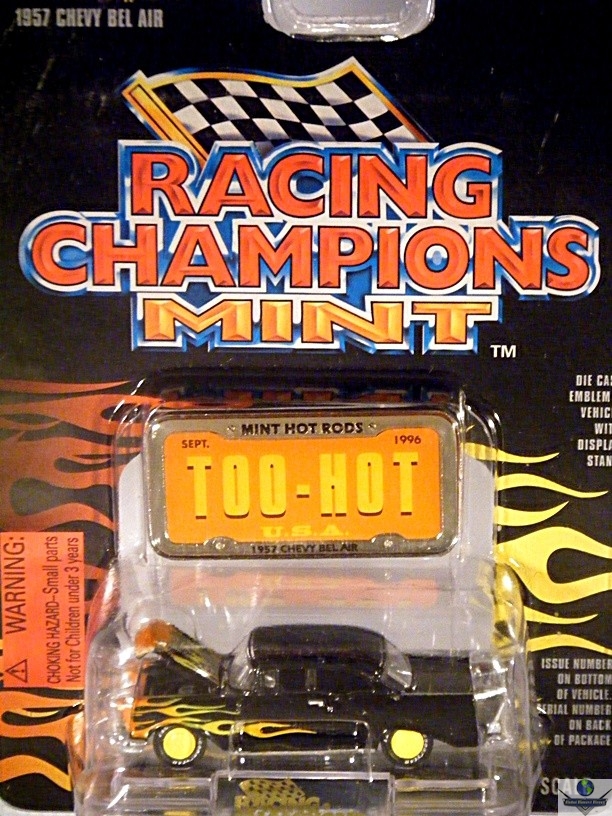 1957 CHEVY BEL AIR
RACING
CHAMPIONS
MINT
TM
DIE CAS
EMBLEM
VEHIC
WIT
DISPLA
STAN
MINT HOT RODS
SEPT. 1996
TOO-HOT
U.S.A.
1957 CHEVY BEL AIR
WARNING:
CHOKING HAZARD-Small parts
Not for Children under 3 years
ISSUE NUMBER
ON BOTTOM
OF VEHICLE
SERIAL NUMBER
ON BACK
OF PACKAGE
RACING